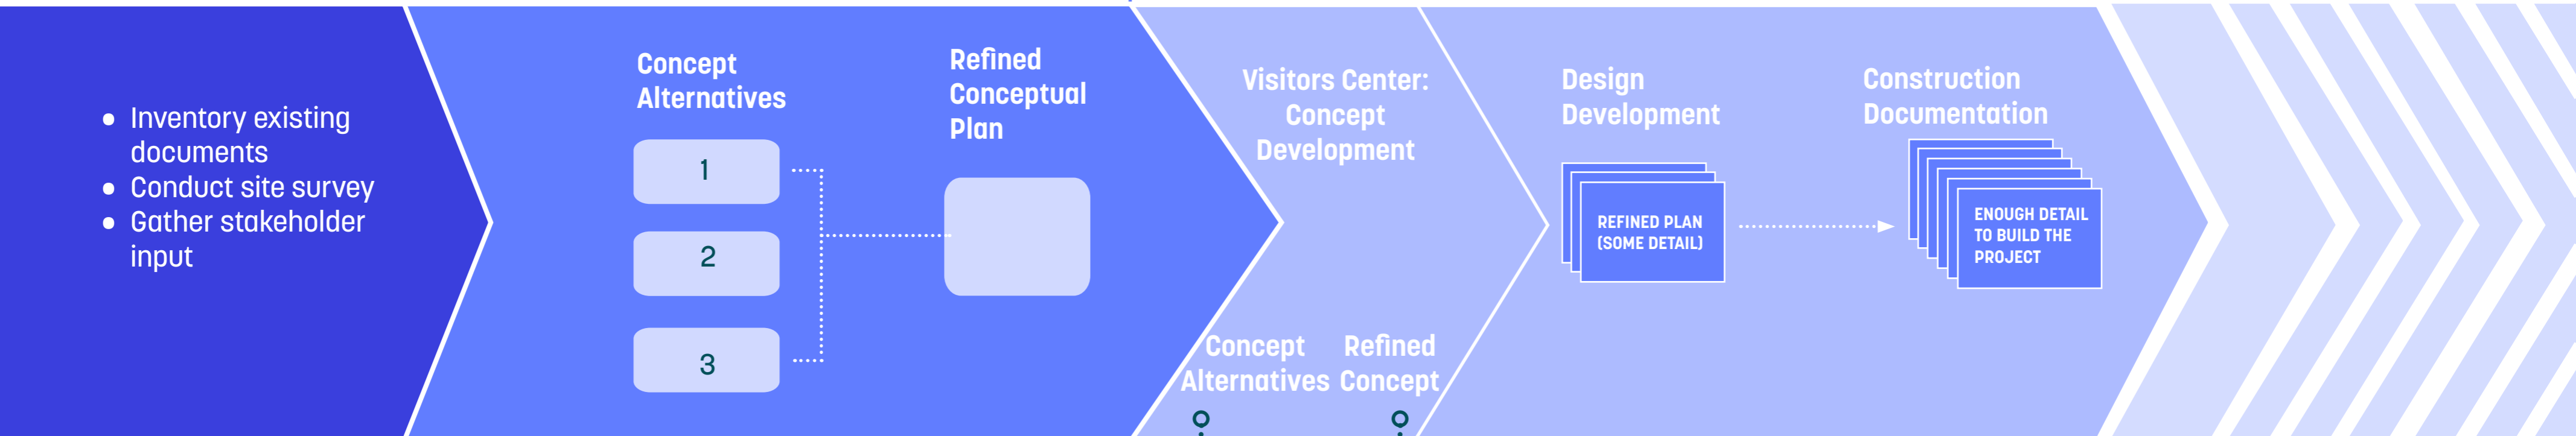 • Inventory existing
documents
• Conduct site survey
• Gather stakeholder
input
Concept
Alternatives
1
2
3
Refined
Conceptual
Plan
Visitors Center:
Concept
Development
Concept
Alternatives
Refined
Concept
Design
Development
REFINED PLAN
(SOME DETAIL)
Construction
Documentation
ENOUGH DETAIL
TO BUILD THE
PROJECT